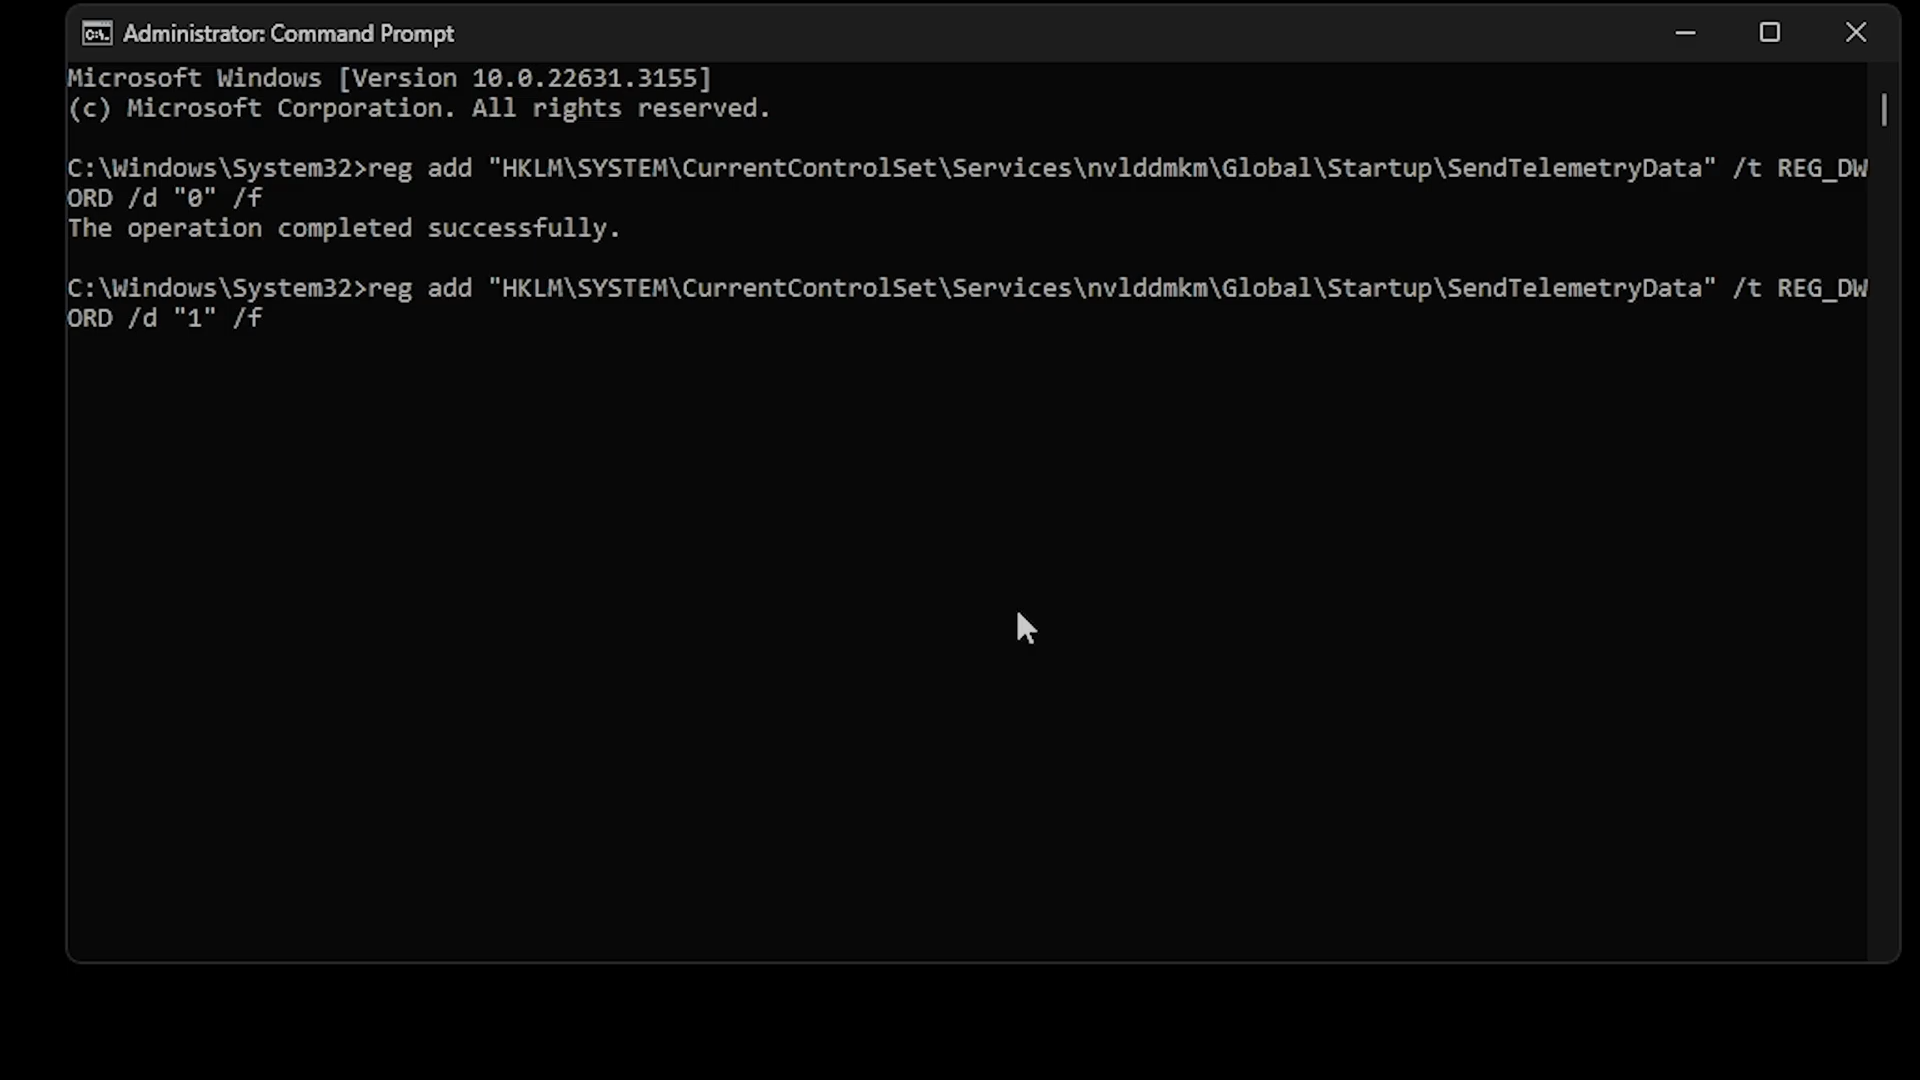 Administrator: Command Prompt
Microsoft Windows [Version 10.0.22631.3155]
(c) Microsoft Corporation. All rights reserved.
C:\Windows\System32>reg add "HKLM\SYSTEM\CurrentControlSet\Services\nvlddmkm\Global\Startup\SendTelemetryData" /t REG_DW
ORD /d "0" /f
The operation completed successfully.
C:\Windows\System32>reg add "HKLM\SYSTEM\CurrentControlSet\Services\nvlddmkm\Global\Startup\SendTelemetryData" /t REG_DW
ORD /d "1" /f